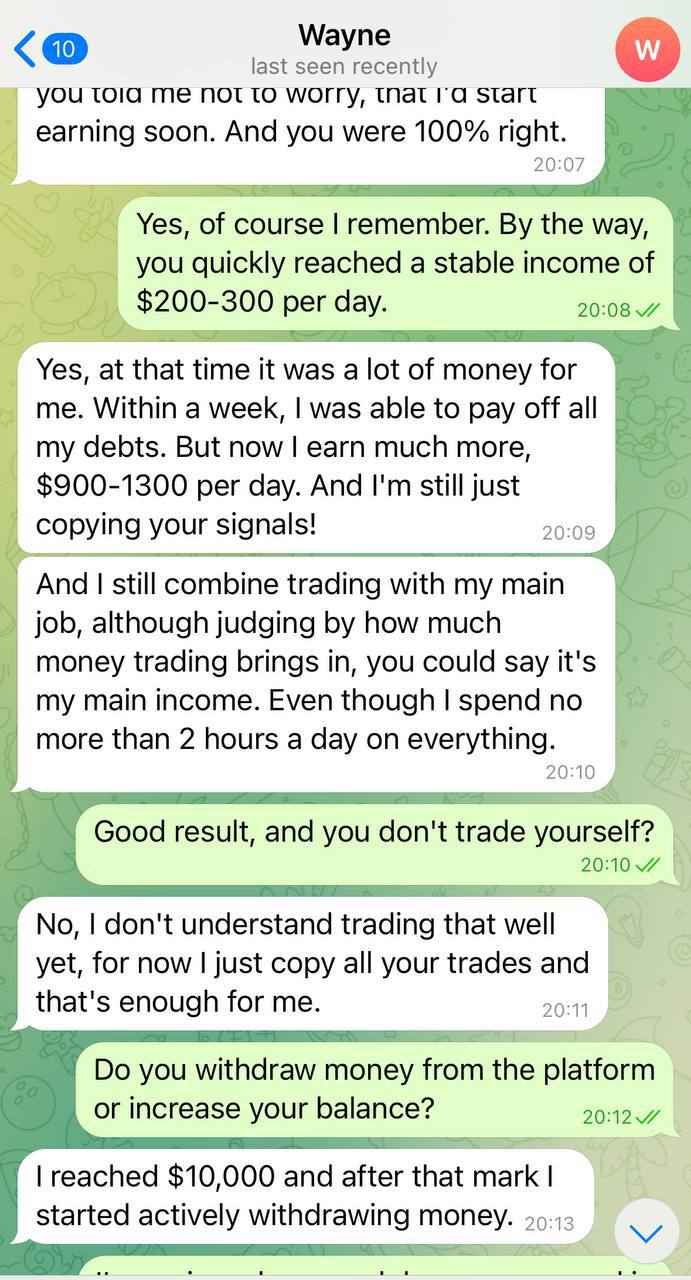 10
Wayne
last seen recently
W
you told me not to worry, that I'd start
earning soon. And you were 100% right.
20:07
Yes, of course I remember. By the way,
you quickly reached a stable income of
$200-300 per day.
20:08
Yes, at that time it was a lot of money for
me. Within a week, I was able to pay off all
my debts. But now I earn much more,
$900-1300 per day. And I'm still just
copying your signals!
20:09
And I still combine trading with my main
job, although judging by how much
money trading brings in, you could say it's
my main income. Even though I spend no
more than 2 hours a day on everything.
20:10
Good result, and you don't trade yourself?
20:10
No, I don't understand trading that well
yet, for now I just copy all your trades and
that's enough for me.
20:11
Do you withdraw money from the platform
or increase your balance?
20:12
I reached $10,000 and after that mark I
started actively withdrawing money.
20:13